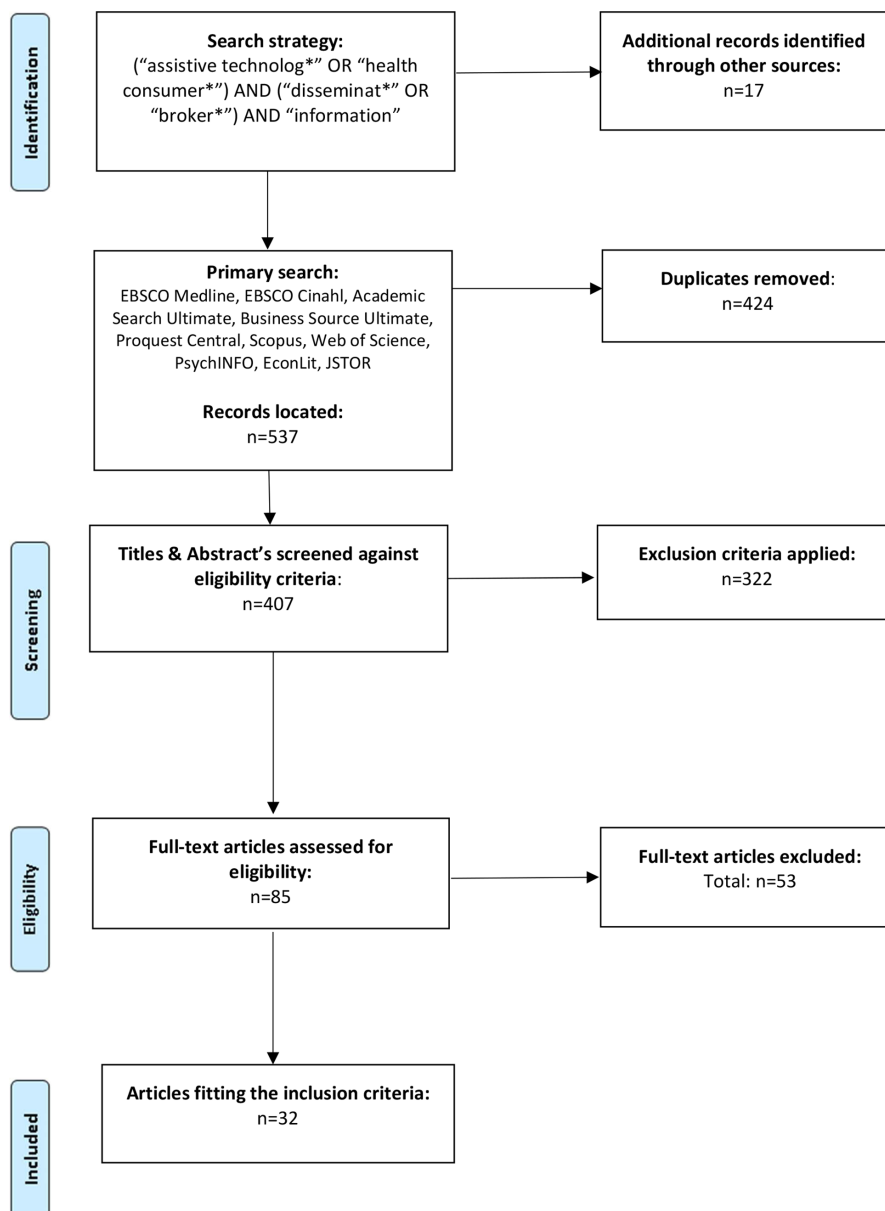 Identification
Search strategy:
(“assistive technolog*” OR “health
consumer*”) AND (“disseminat*” OR
“broker*”) AND “information”
Additional records identified
through other sources:
n=17
Primary search:
EBSCO Medline, EBSCO Cinahl, Academic
Search Ultimate, Business Source Ultimate,
Proquest Central, Scopus, Web of Science,
PsychINFO, EconLit, JSTOR
Records located:
n=537
Duplicates removed:
n=424
Screening
Titles & Abstract’s screened against
eligibility criteria:
n=407
Exclusion criteria applied:
n=322
Eligibility
Full-text articles assessed for
eligibility:
n=85
Full-text articles excluded:
Total: n=53
Included
Articles fitting the inclusion criteria:
n=32